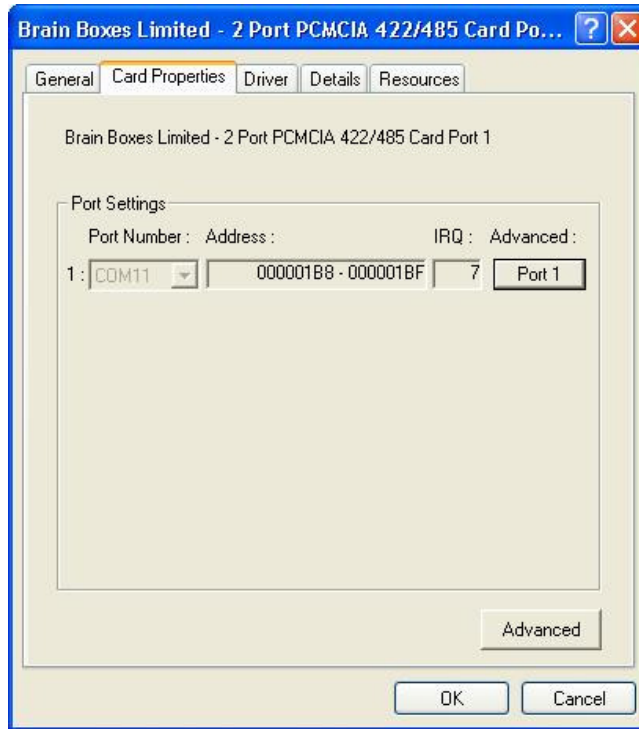 Brain Boxes Limited - 2 Port PCMCIA 422/485 Card Po...
General Card Properties Driver Details Resources
Brain Boxes Limited - 2 Port PCMCIA 422/485 Card Port 1
Port Settings
Port Number : Address : IRQ : Advanced :
1 : COM11 000001B8 - 000001BF 7 Port 1
Advanced
OK Cancel